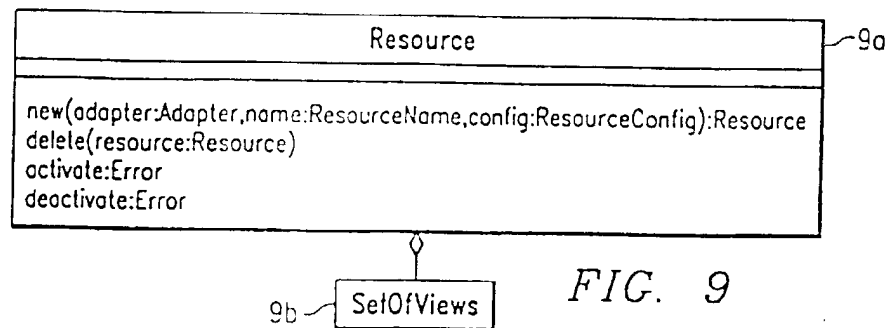 Resource
9a
new(adapter:Adapter,name:ResourceName,config:ResourceConfig):Resource
delete(resource:Resource)
activate:Error
deactivate:Error
9b
SetOfViews
FIG. 9